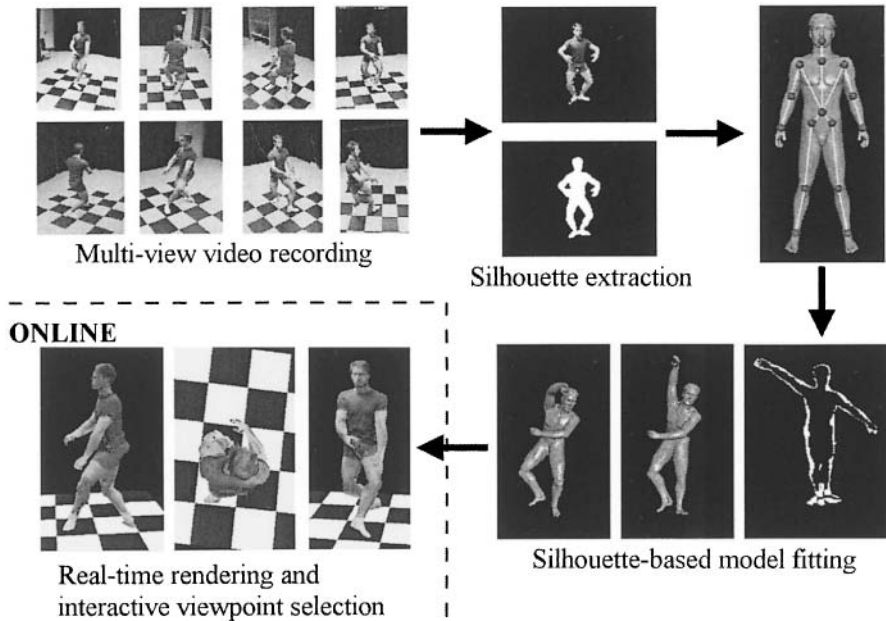 Multi-view video recording
Silhouette extraction
ONLINE
Silhouette-based model fitting
Real-time rendering and
interactive viewpoint selection